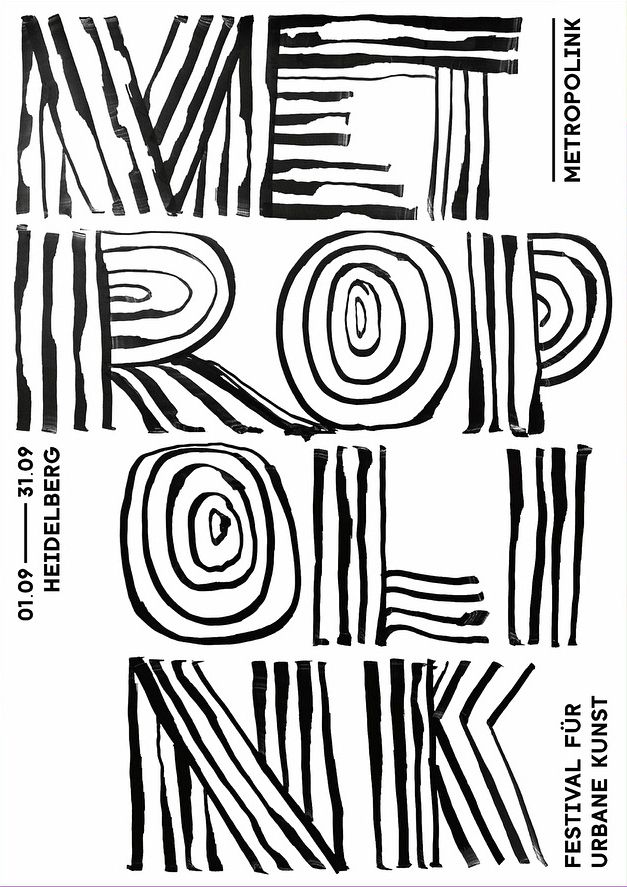 MET
ROP
OLI
NK
METROPOLINK
01.09 — 31.09
HEIDELBERG
FESTIVAL FÜR
URBANE KUNST